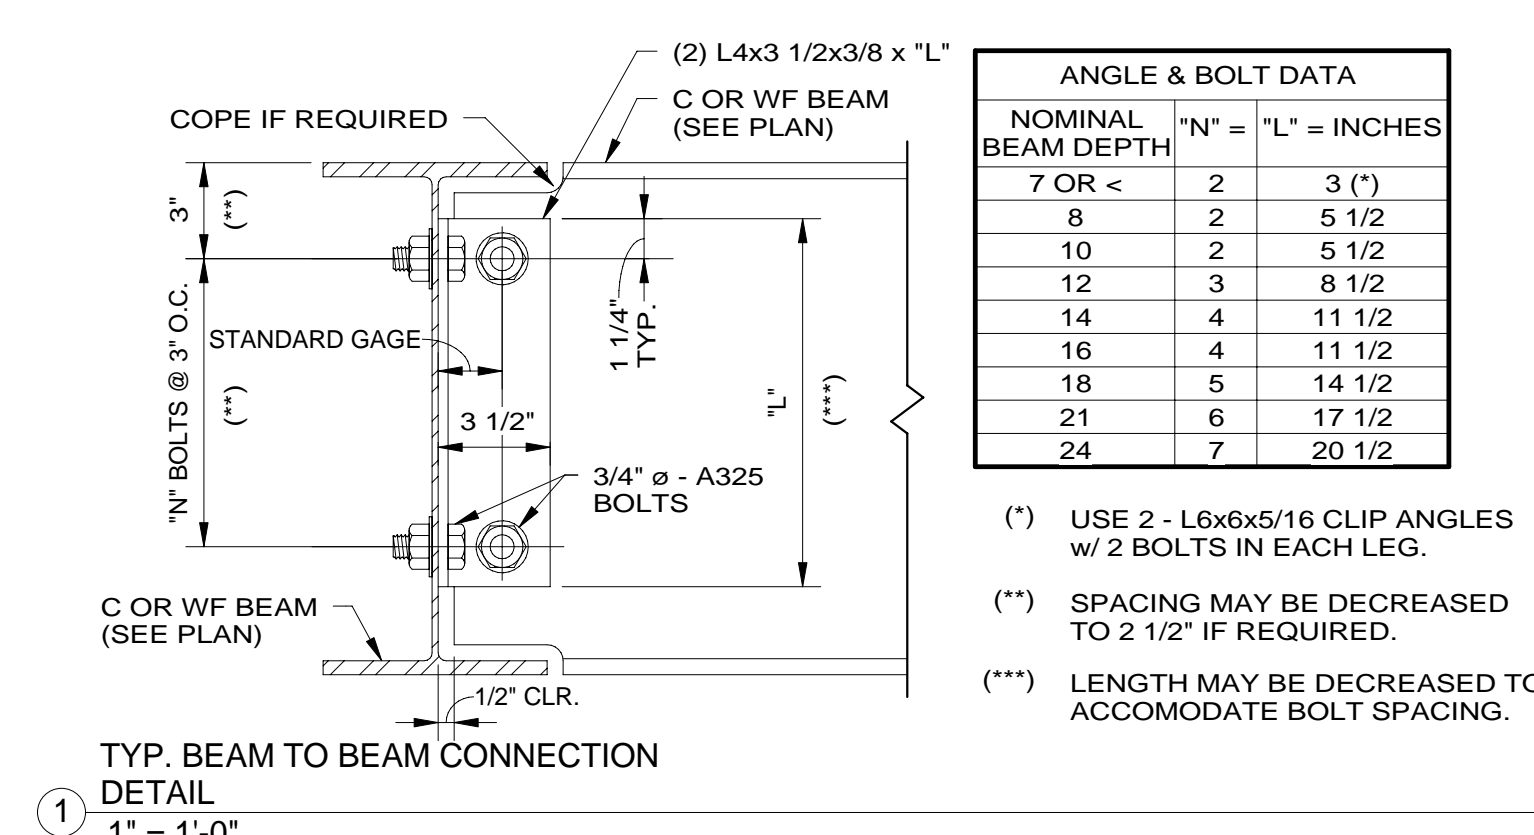 (2) L4x3 1/2x3/8 x "L"
C OR WF BEAM
(SEE PLAN)
COPE IF REQUIRED
3"
(**)
"N" BOLTS @ 3" O.C.
(**)
STANDARD GAGE
1 1/4"
TYP.
3 1/2"
"L"
(***)
3/4" ø - A325
BOLTS
C OR WF BEAM
(SEE PLAN)
1/2" CLR.
ANGLE & BOLT DATA
NOMINAL
BEAM DEPTH
"N" =
"L" = INCHES
7 OR < 2 3 (*)
8 2 5 1/2
10 2 5 1/2
12 3 8 1/2
14 4 11 1/2
16 4 11 1/2
18 5 14 1/2
21 6 17 1/2
24 7 20 1/2
(*) USE 2 - L6x6x5/16 CLIP ANGLES
w/ 2 BOLTS IN EACH LEG.
(**) SPACING MAY BE DECREASED
TO 2 1/2" IF REQUIRED.
(***) LENGTH MAY BE DECREASED TO
ACCOMODATE BOLT SPACING.
TYP. BEAM TO BEAM CONNECTION
DETAIL
1
1" = 1'-0"